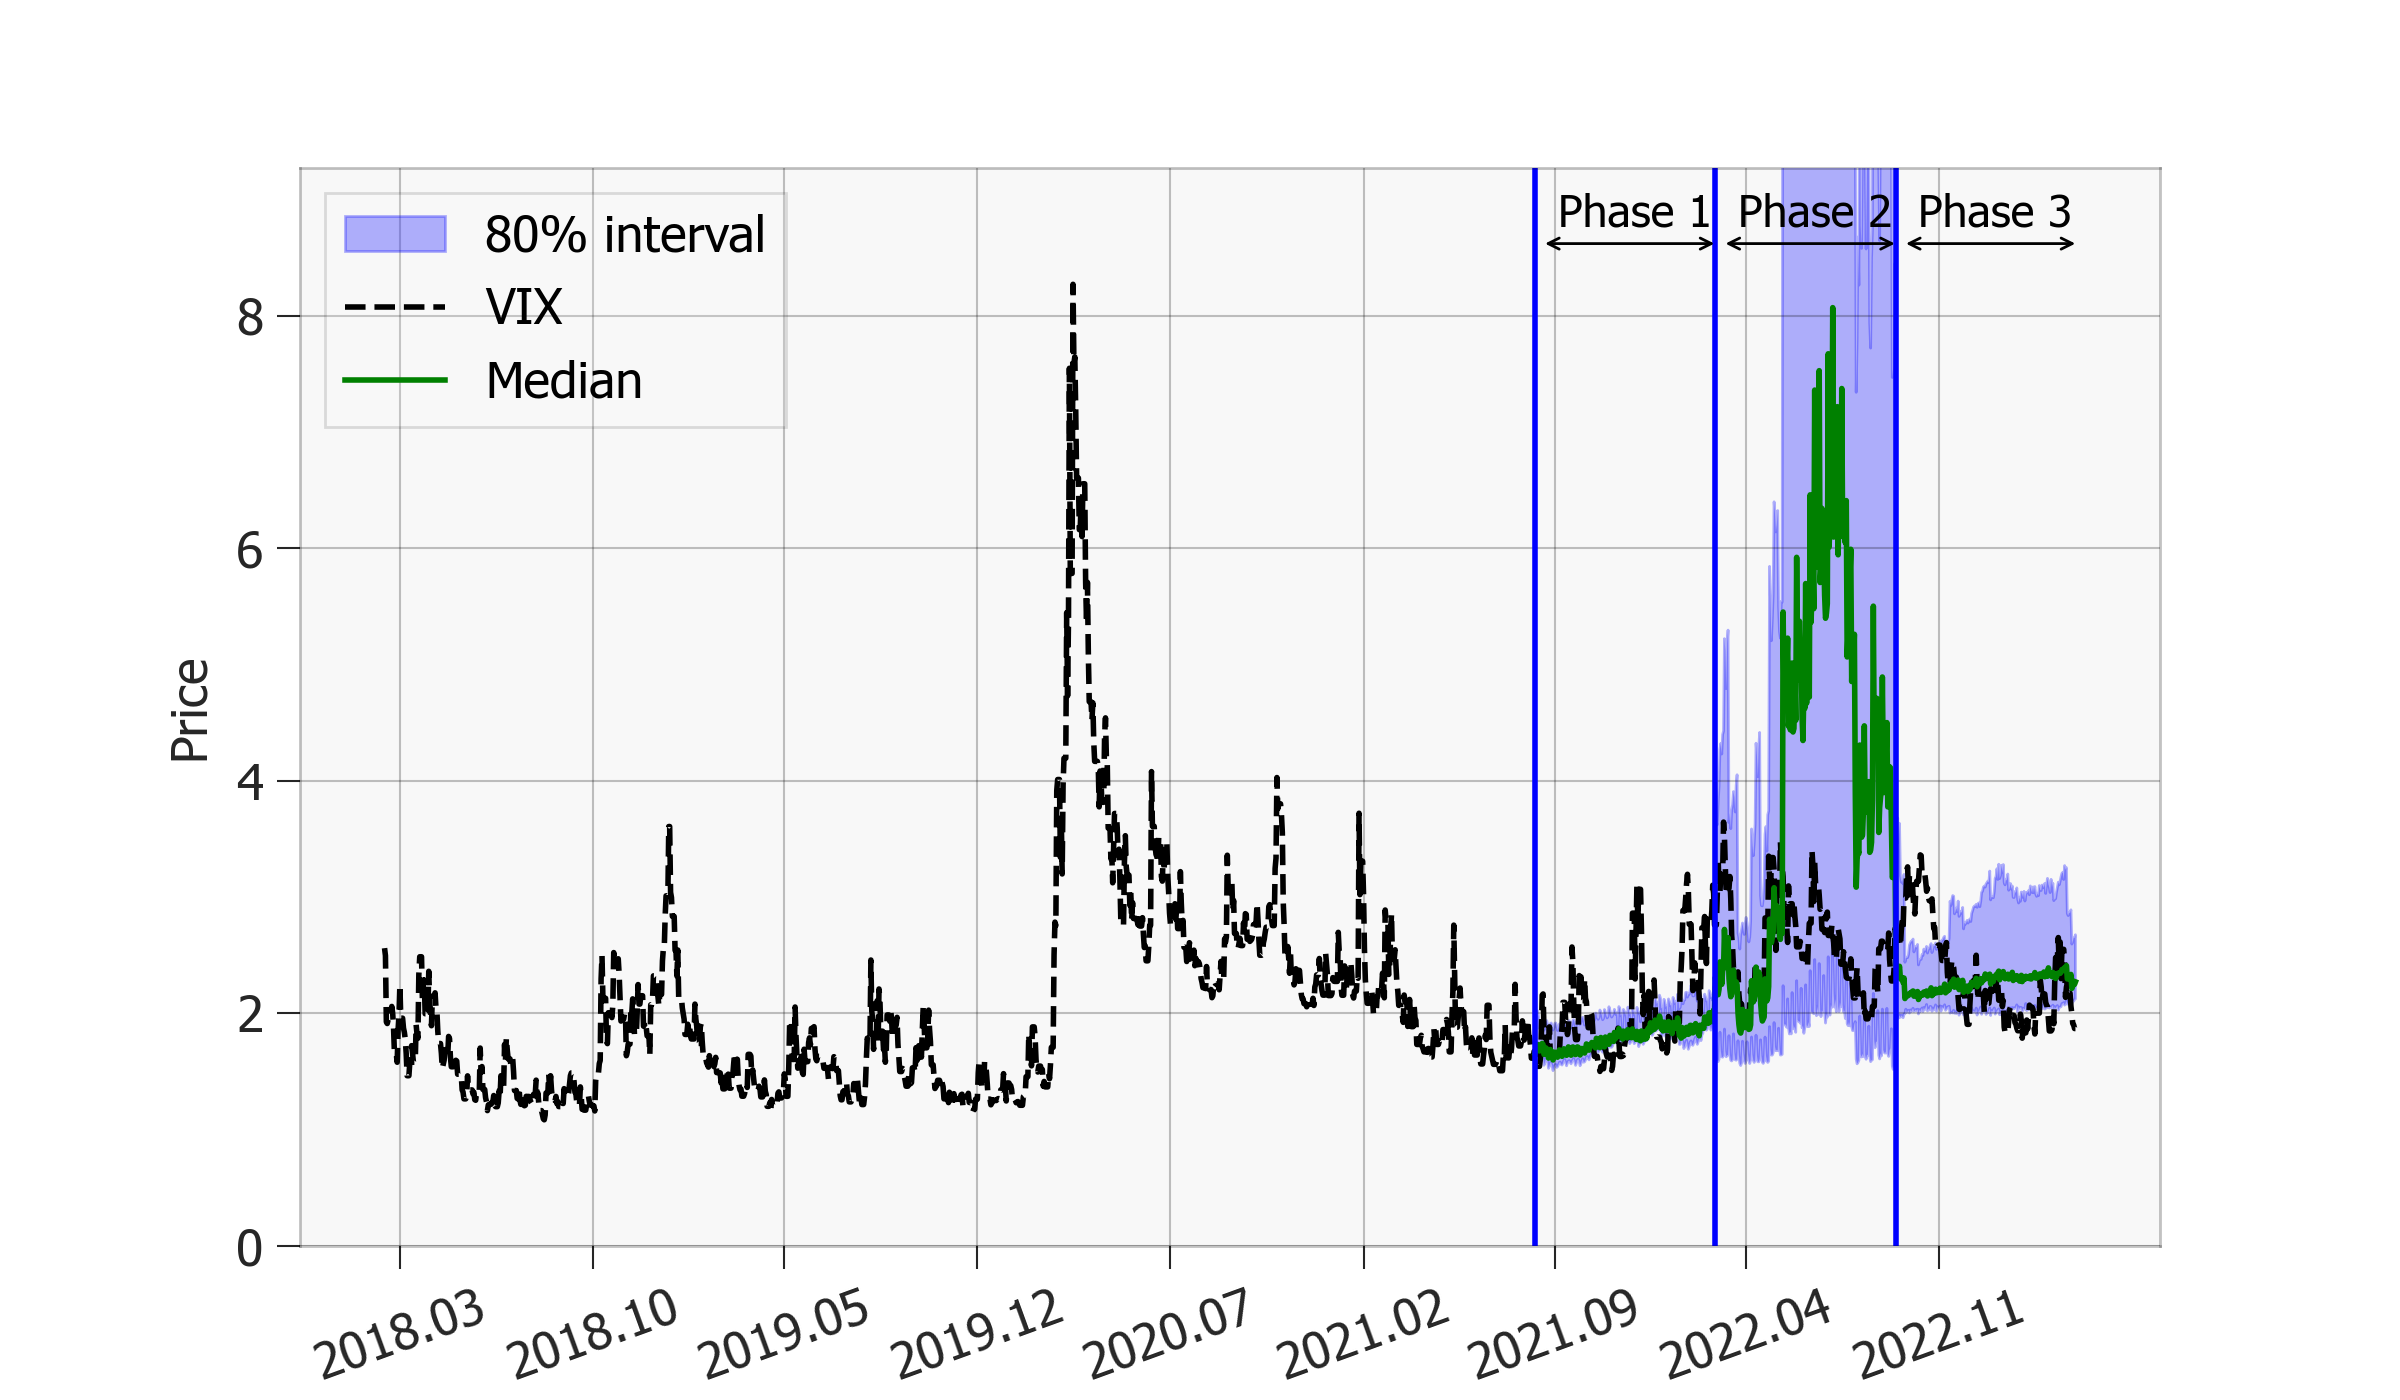 Phase 1
Phase 2
Phase 3
80% interval
VIX
Median
8
6
4
2
0
Price
2018.03
2018.10
2019.05
2019.12
2020.07
2021.02
2021.09
2022.04
2022.11